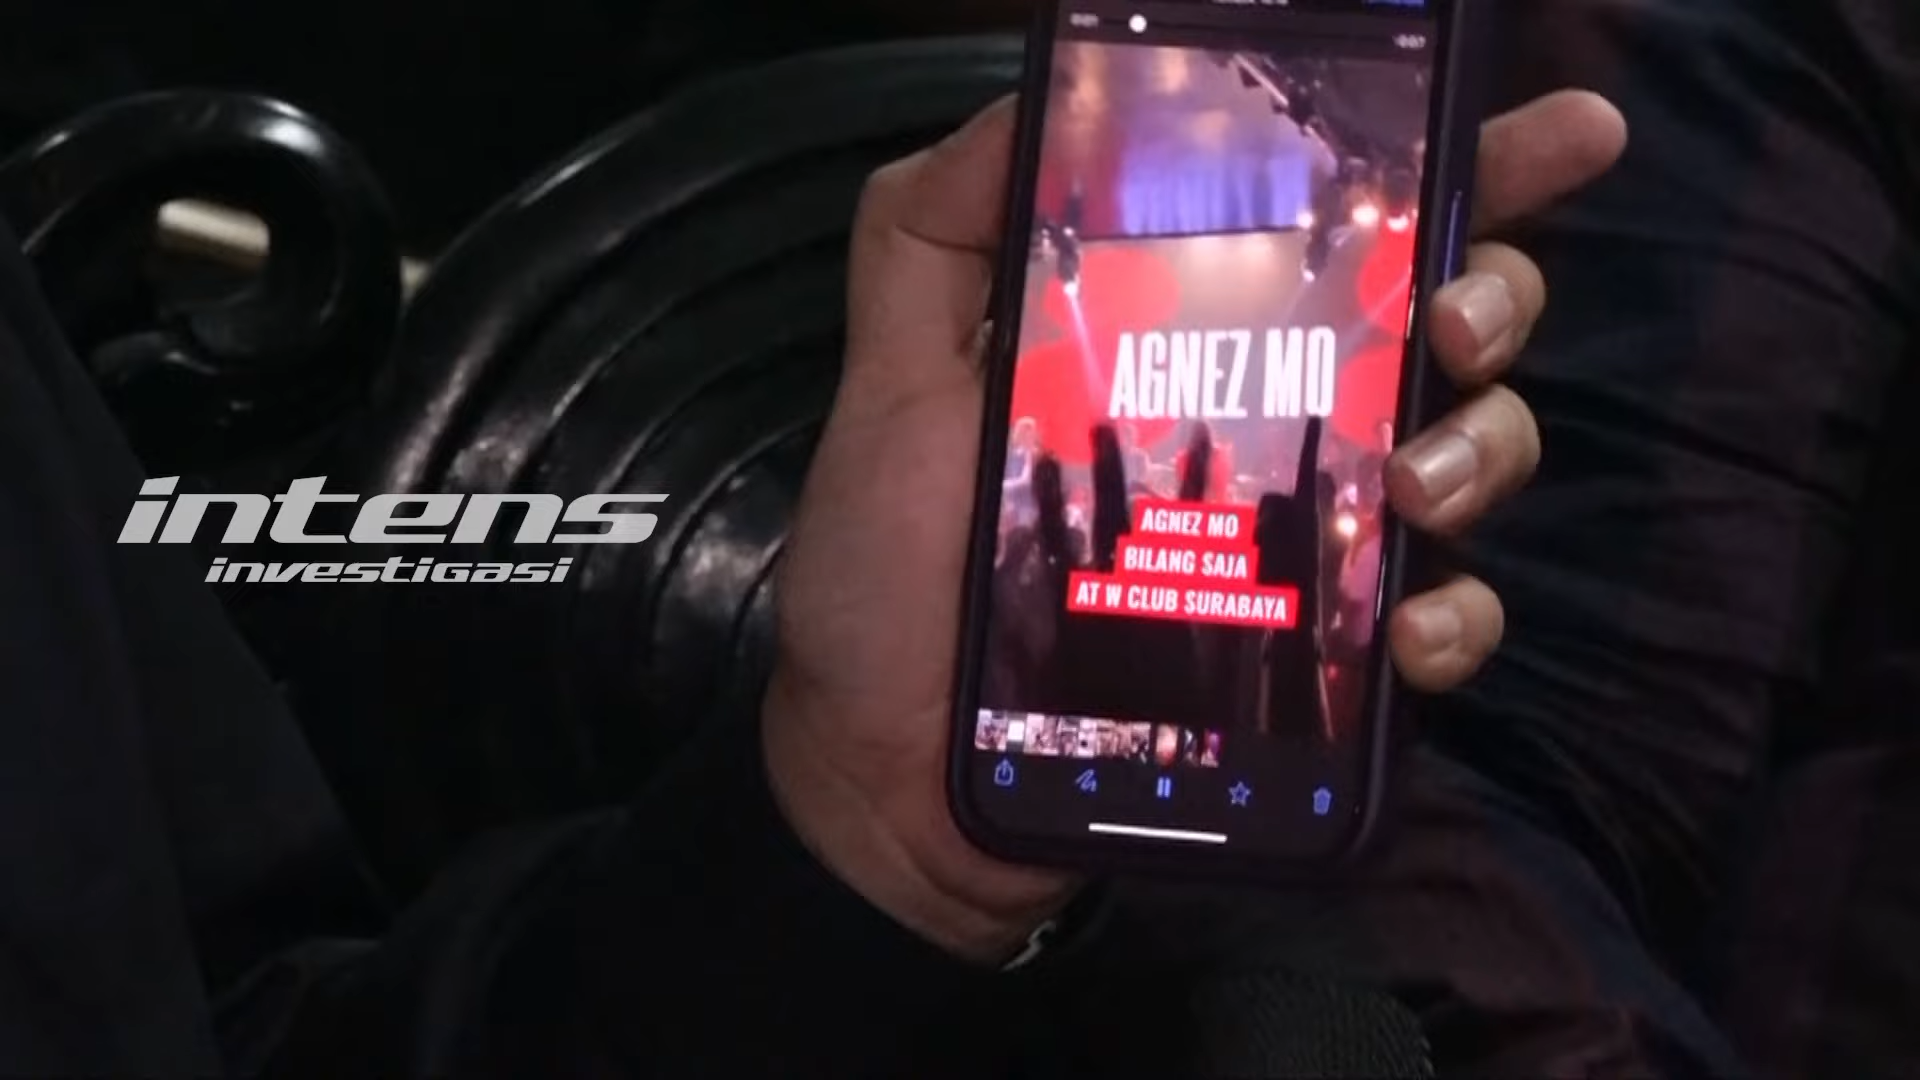 AGNEZ MO
AGNEZ MO
BILANG SAJA
AT W CLUB SURABAYA
intens
investigasi